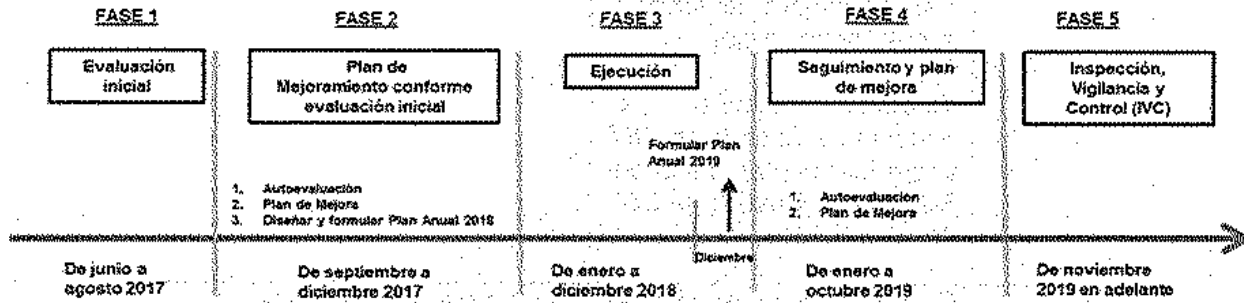 FASE 1
FASE 2
FASE 3
FASE 4
FASE 5
Evaluación
inicial
Plan de
Mejoramiento conforme
evaluación inicial
Ejecución
Seguimiento y plan
de mejora
Inspección,
Vigilancia y
Control (IVC)
Formular Plan
Anual 2019
1. Autoevaluación
2. Plan de Mejora
3. Diseñar y formular Plan Anual 2018
1. Autoevaluación
2. Plan de Mejora
Diciembre
De junio a
agosto 2017
De septiembre a
diciembre 2017
De enero a
diciembre 2018
De enero a
octubre 2019
De noviembre
2019 en adelante